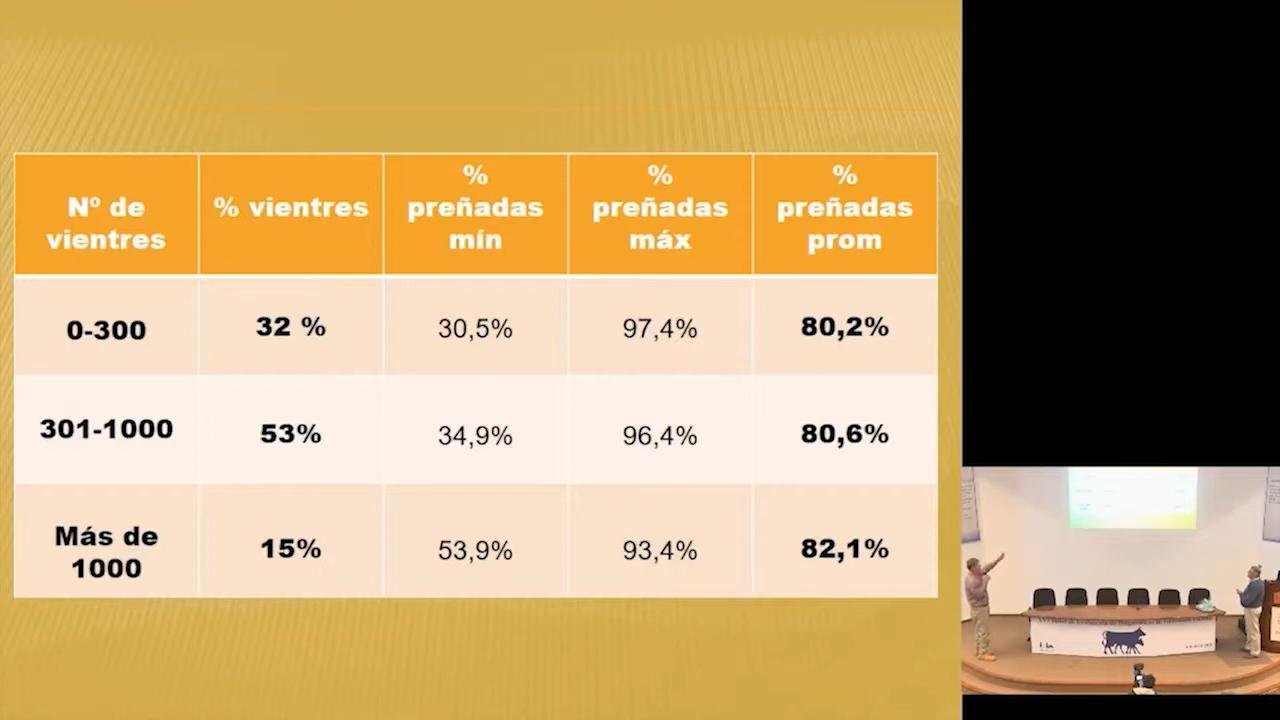 Nº de
vientres
% vientres
%
preñadas
mín
%
preñadas
máx
%
preñadas
prom
0-300
32 %
30,5%
97,4%
80,2%
301-1000
53%
34,9%
96,4%
80,6%
Más de
1000
15%
53,9%
93,4%
82,1%